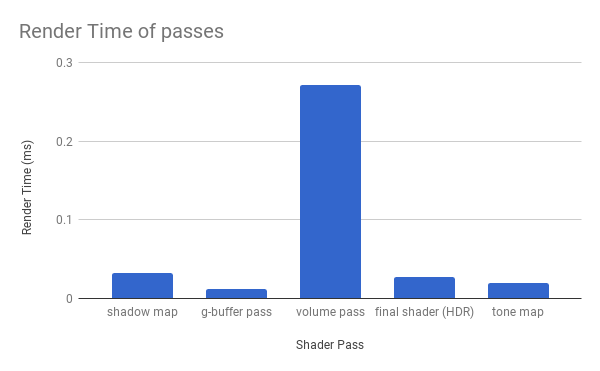 Render Time of passes
0.3
0.2
0.1
0
Render Time (ms)
shadow map g-buffer pass volume pass final shader (HDR) tone map
Shader Pass